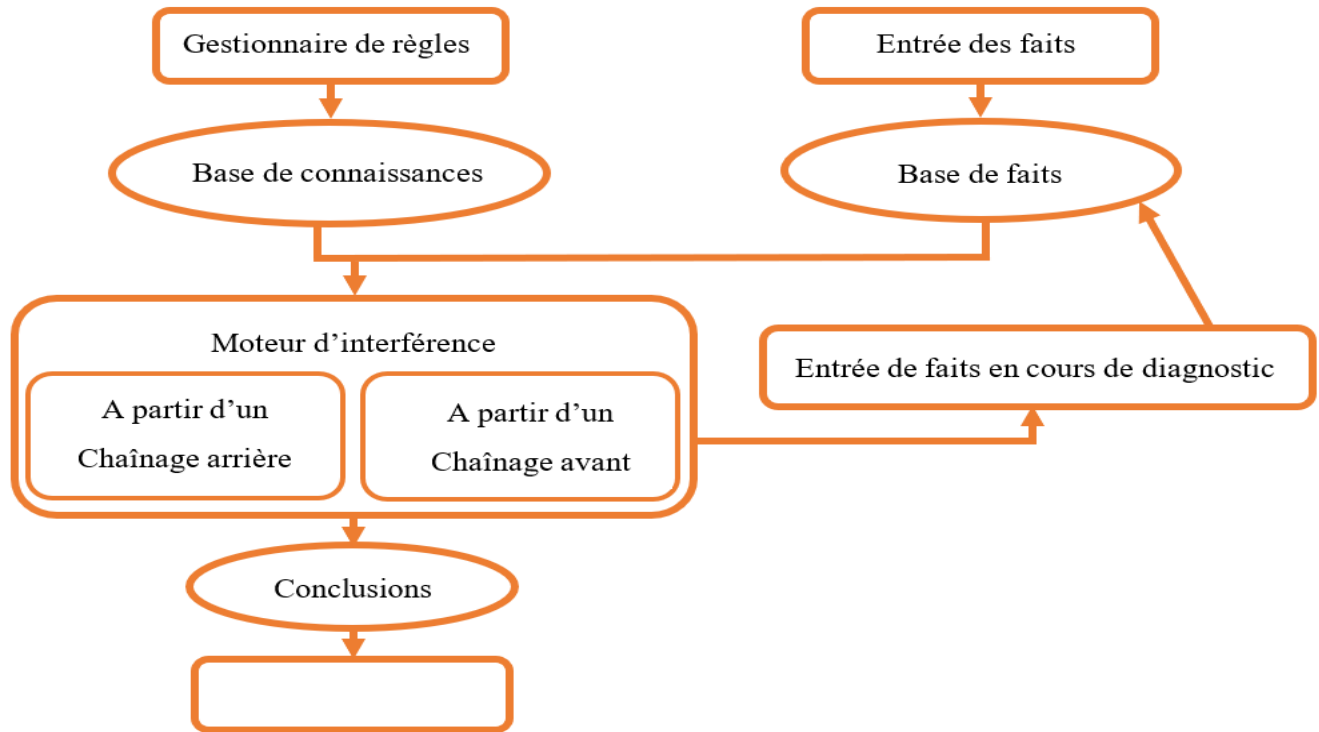 Gestionnaire de règles
Entrée des faits
Base de connaissances
Base de faits
Moteur d’interférence
Entrée de faits en cours de diagnostic
A partir d’un
Chaînage arrière
A partir d’un
Chaînage avant
Conclusions